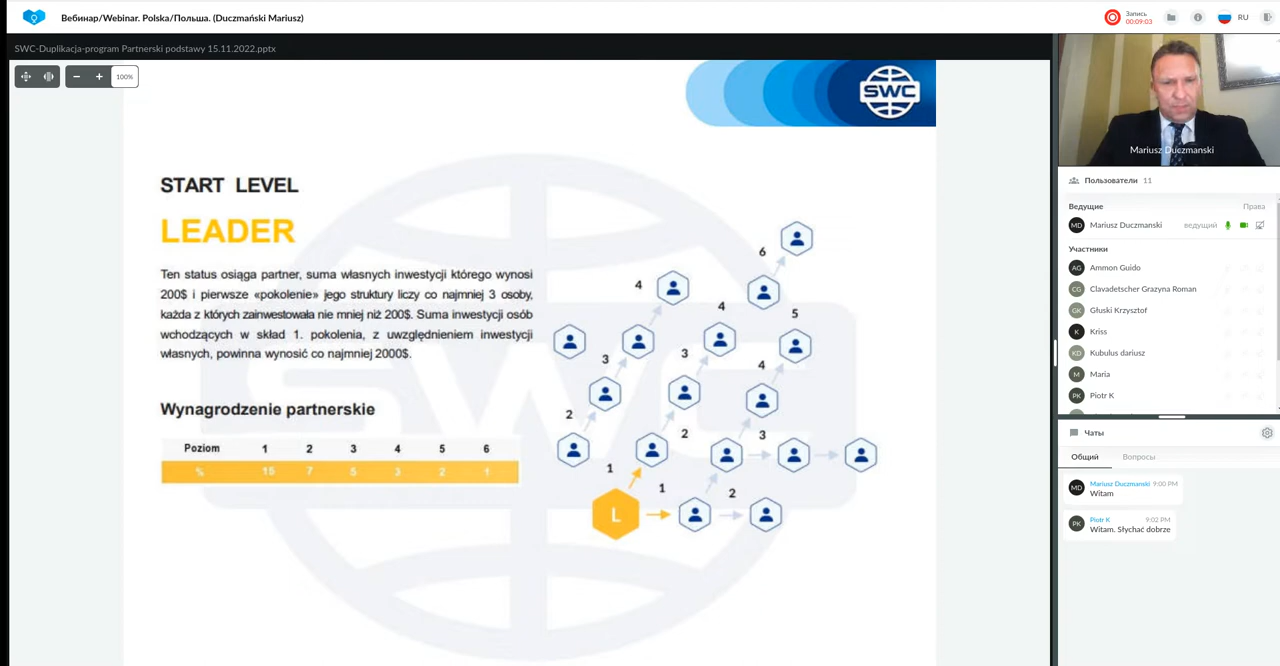 Вебинар/Webinar. Polska/Польша. (Duczmański Mariusz)
Запись
00:09:03
RU
SWC-Duplikacja-program Partnerski podstawy 15.11.2022.pptx
100%
SWC
START LEVEL
LEADER
Ten status osiąga partner, suma własnych inwestycji którego wynosi
200$ i pierwsze «pokolenie» jego struktury liczy co najmniej 3 osoby,
każda z których zainwestowała nie mniej niż 200$. Suma inwestycji osób
wchodzących w skład 1. pokolenia, z uwzględnieniem inwestycji
własnych, powinna wynosić co najmniej 2000$.
Wynagrodzenie partnerskie
Poziom 1 2 3 4 5 6
% 15 7 5 3 2 1
6
4
4
5
3
3
4
2
2
3
1
1
2
L
Mariusz Duczmanski
Пользователи 11
Ведущие Права
MD Mariusz Duczmanski ведущий
Участники
AG Ammon Guido
CG Clavadetscher Grazyna Roman
GK Głuski Krzysztof
K Kriss
KD Kubulus dariusz
M Maria
PK Piotr K
Чаты
Общий Вопросы
MD Mariusz Duczmanski 9:00 PM
Witam
PK Piotr K 9:02 PM
Witam. Słychać dobrze